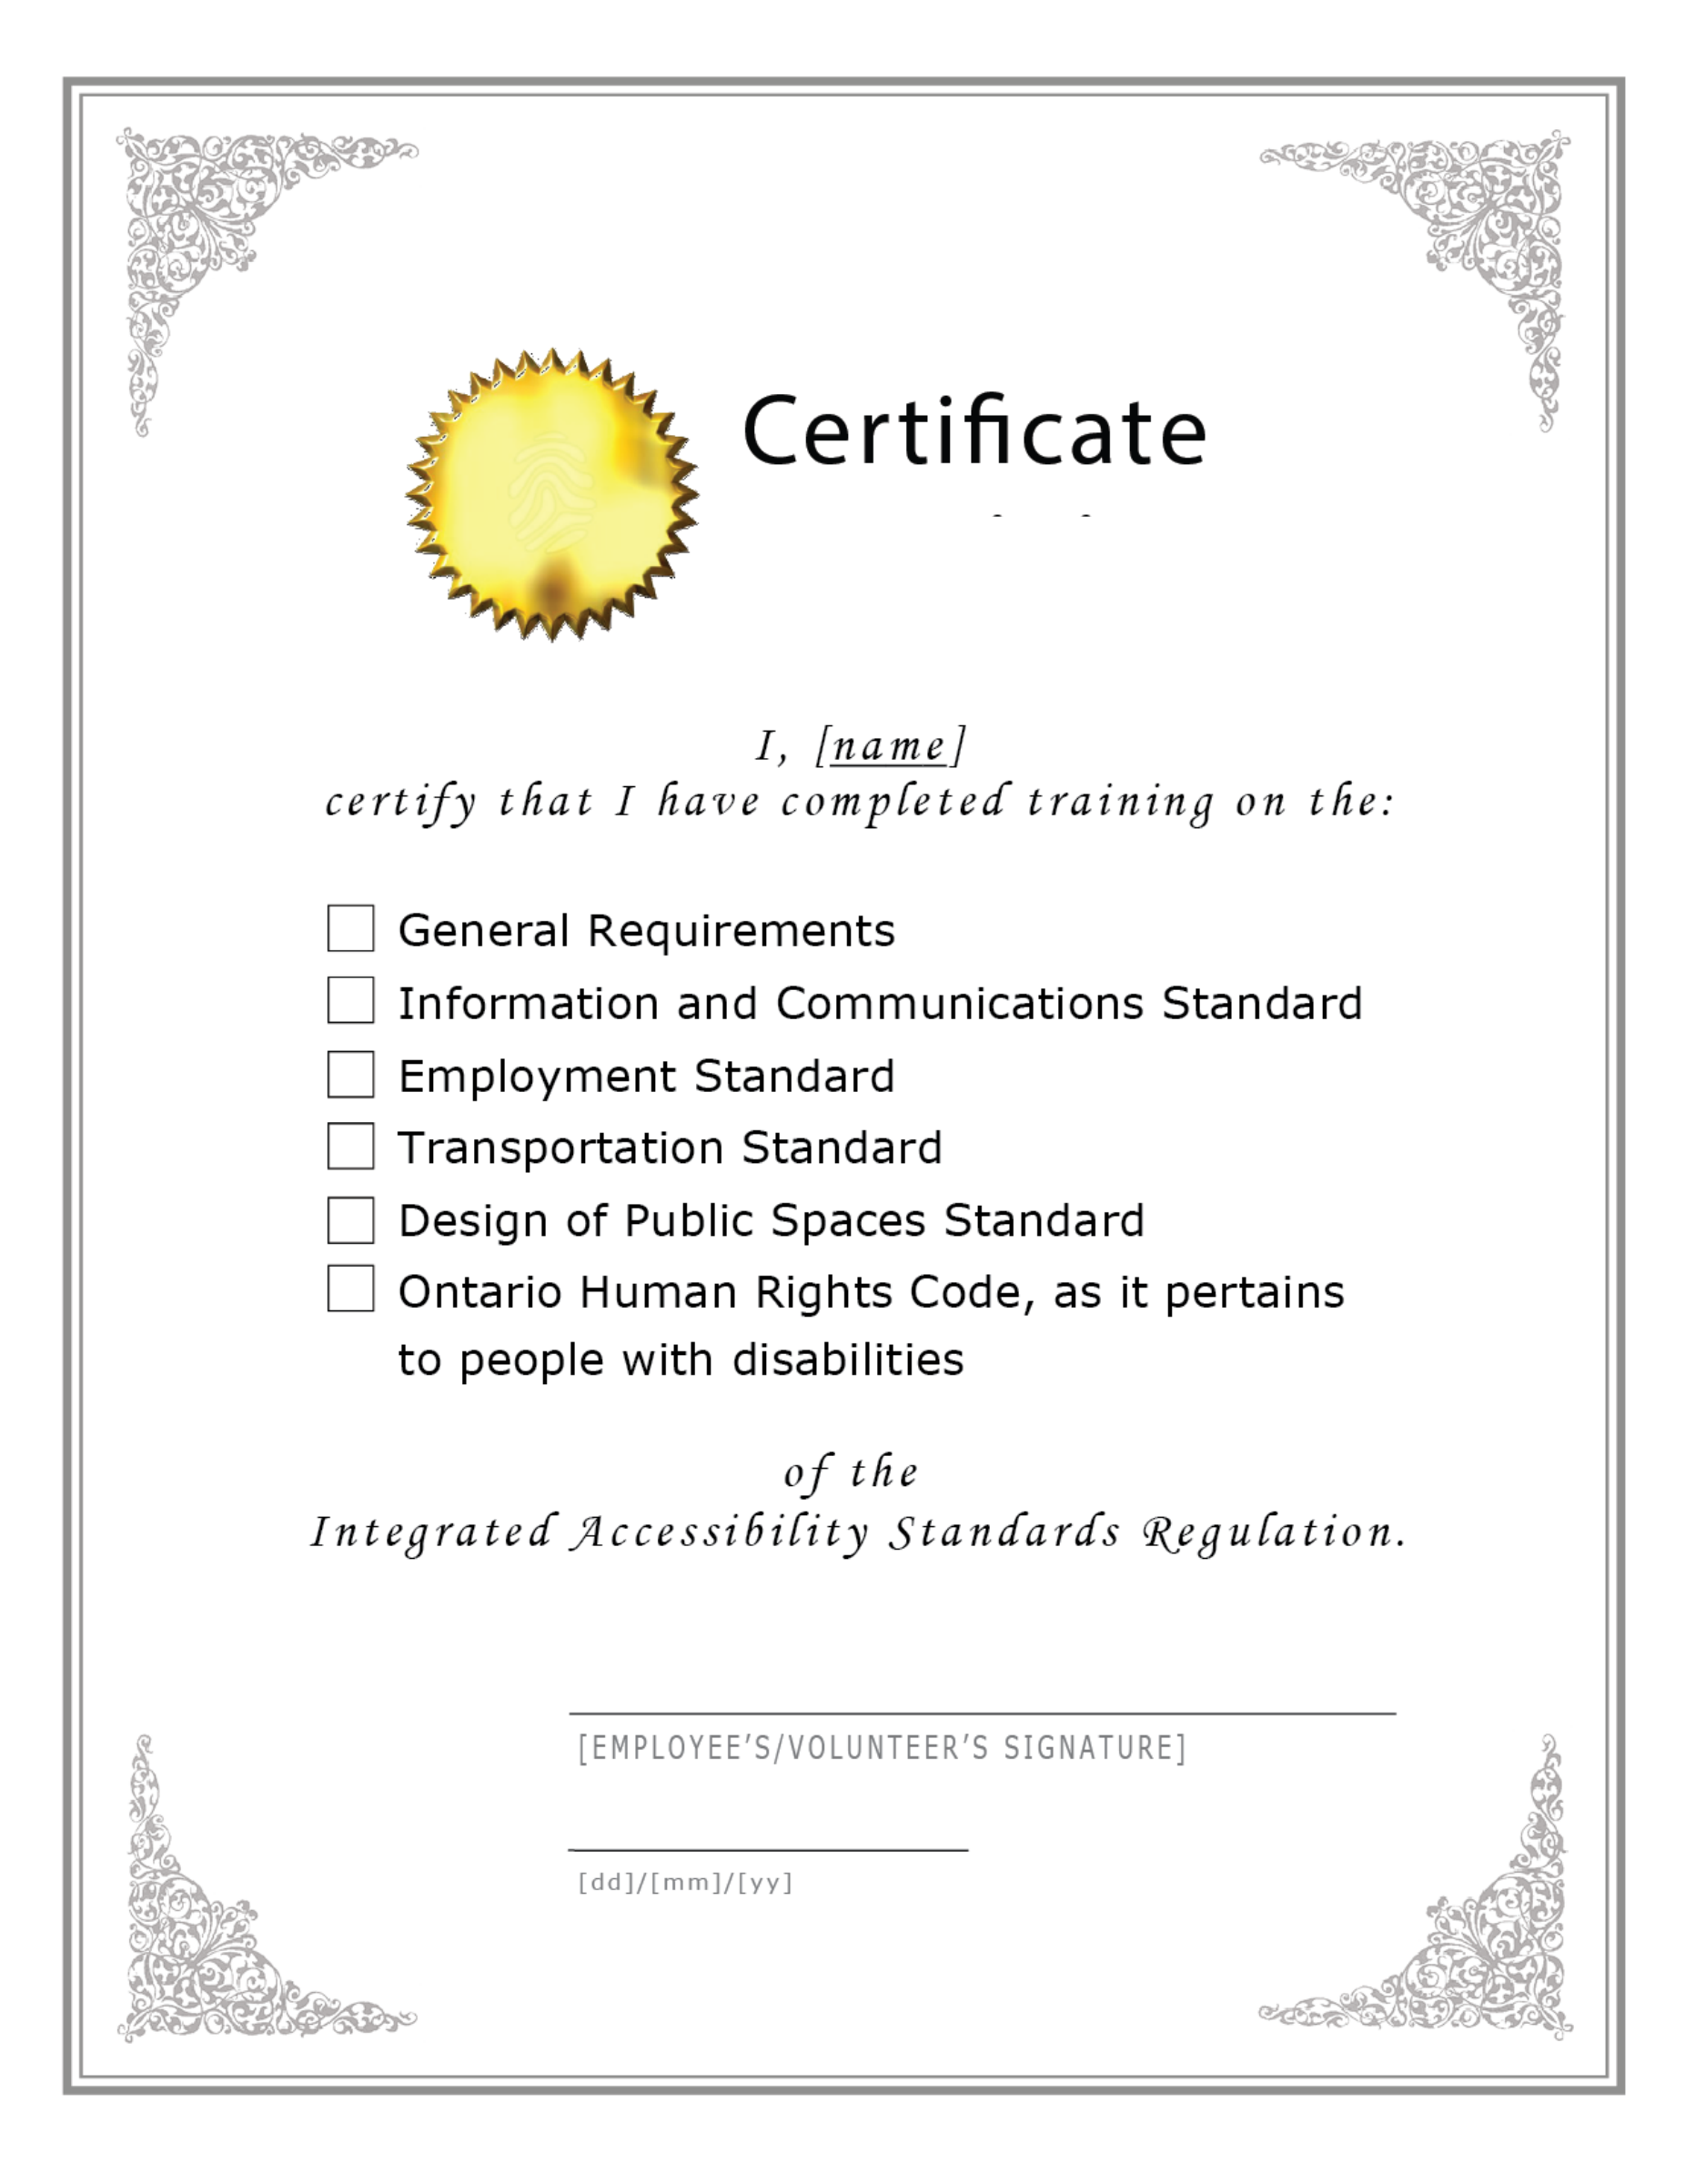 Certificate
I, [name]
certify that I have completed training on the:
General Requirements
Information and Communications Standard
Employment Standard
Transportation Standard
Design of Public Spaces Standard
Ontario Human Rights Code, as it pertains
to people with disabilities
of the
Integrated Accessibility Standards Regulation.
[EMPLOYEE’S/VOLUNTEER’S SIGNATURE]
[dd]/[mm]/[yy]